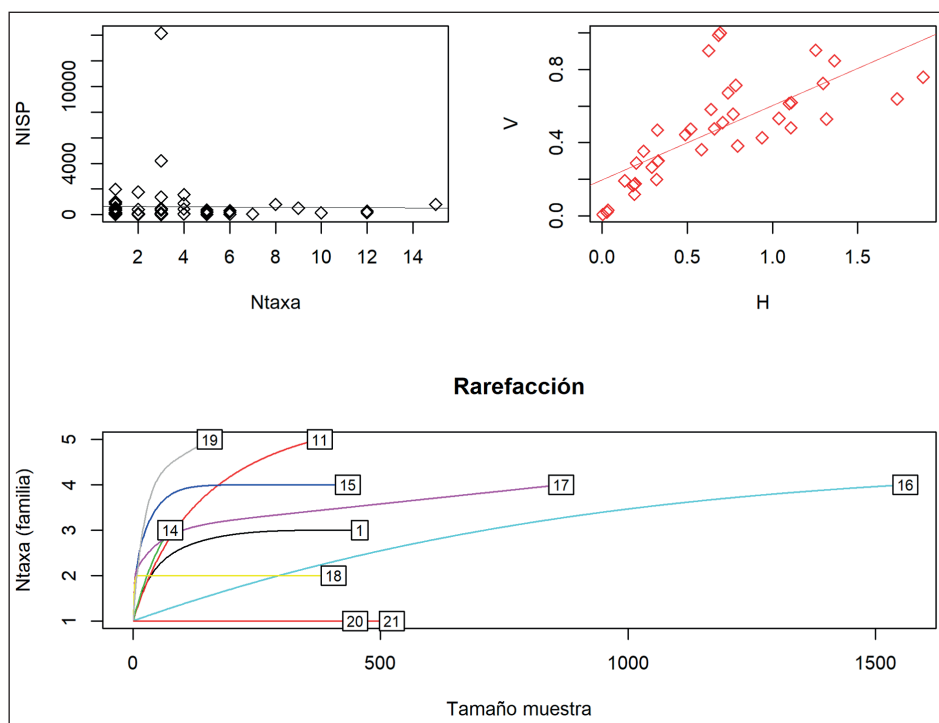 NISP
10000
4000
0
2 4 6 8 10 12 14
Ntaxa
V
0.8
0.4
0.0
0.0 0.5 1.0 1.5
H
Rarefacción
Ntaxa (familia)
5
4
3
2
1
19 11
15 17 16
14 1
18
20 21
0 500 1000 1500
Tamaño muestra